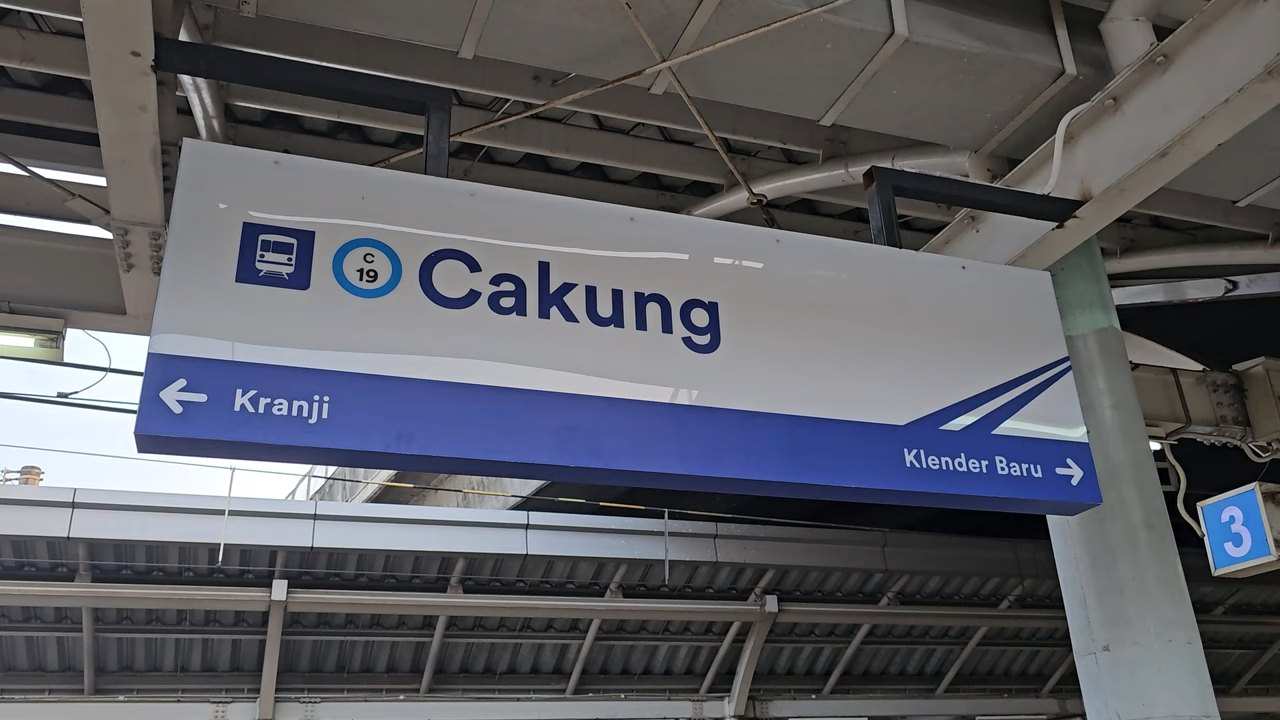 C
19
Cakung
← Kranji
Klender Baru →
3